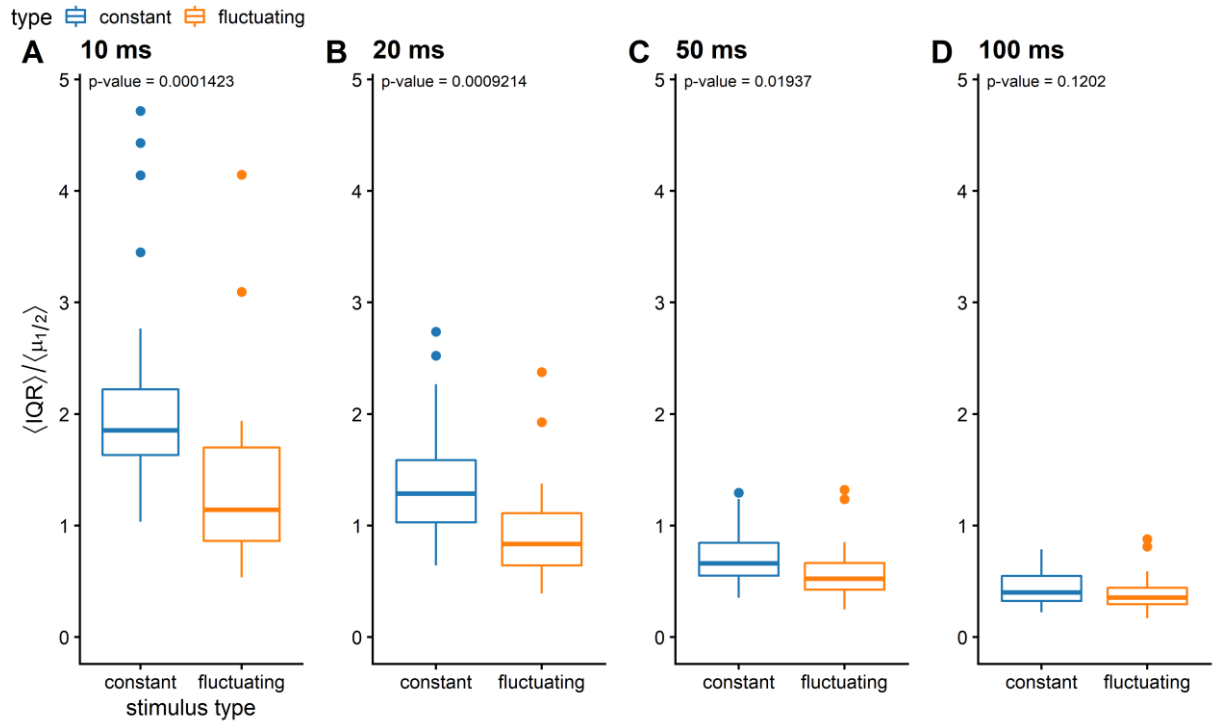 type constant fluctuating
A 10 ms
B 20 ms
C 50 ms
D 100 ms
p-value = 0.0001423
p-value = 0.0009214
p-value = 0.01937
p-value = 0.1202
⟨IQR⟩/⟨μ1/2⟩
5
4
3
2
1
0
5
4
3
2
1
0
5
4
3
2
1
0
5
4
3
2
1
0
constant fluctuating
constant fluctuating
constant fluctuating
constant fluctuating
stimulus type